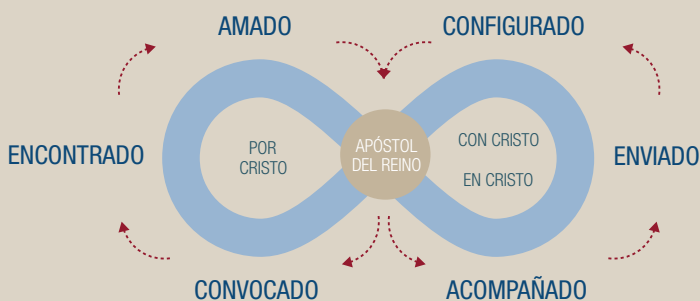 AMADO
CONFIGURADO
ENCONTRADO
POR
CRISTO
APÓSTOL
DEL REINO
CON CRISTO
EN CRISTO
ENVIADO
CONVOCADO
ACOMPAÑADO